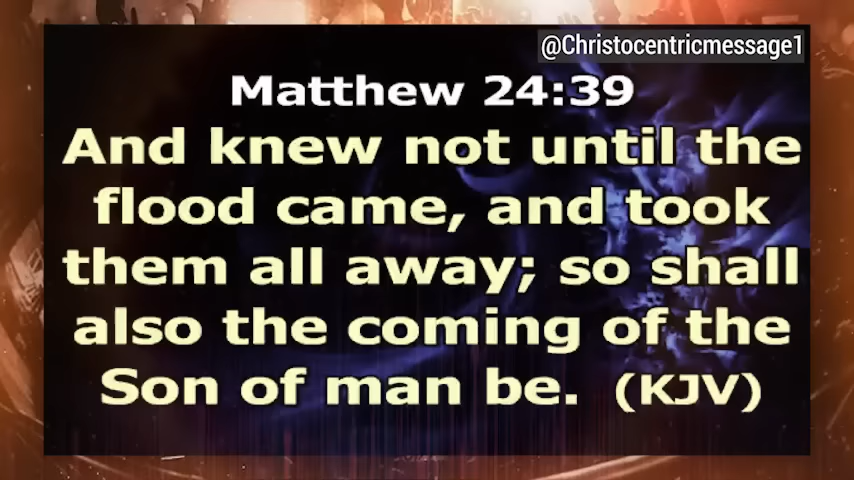 @Christocentricmessage1
Matthew 24:39
And knew not until the
flood came, and took
them all away; so shall
also the coming of the
Son of man be. (KJV)